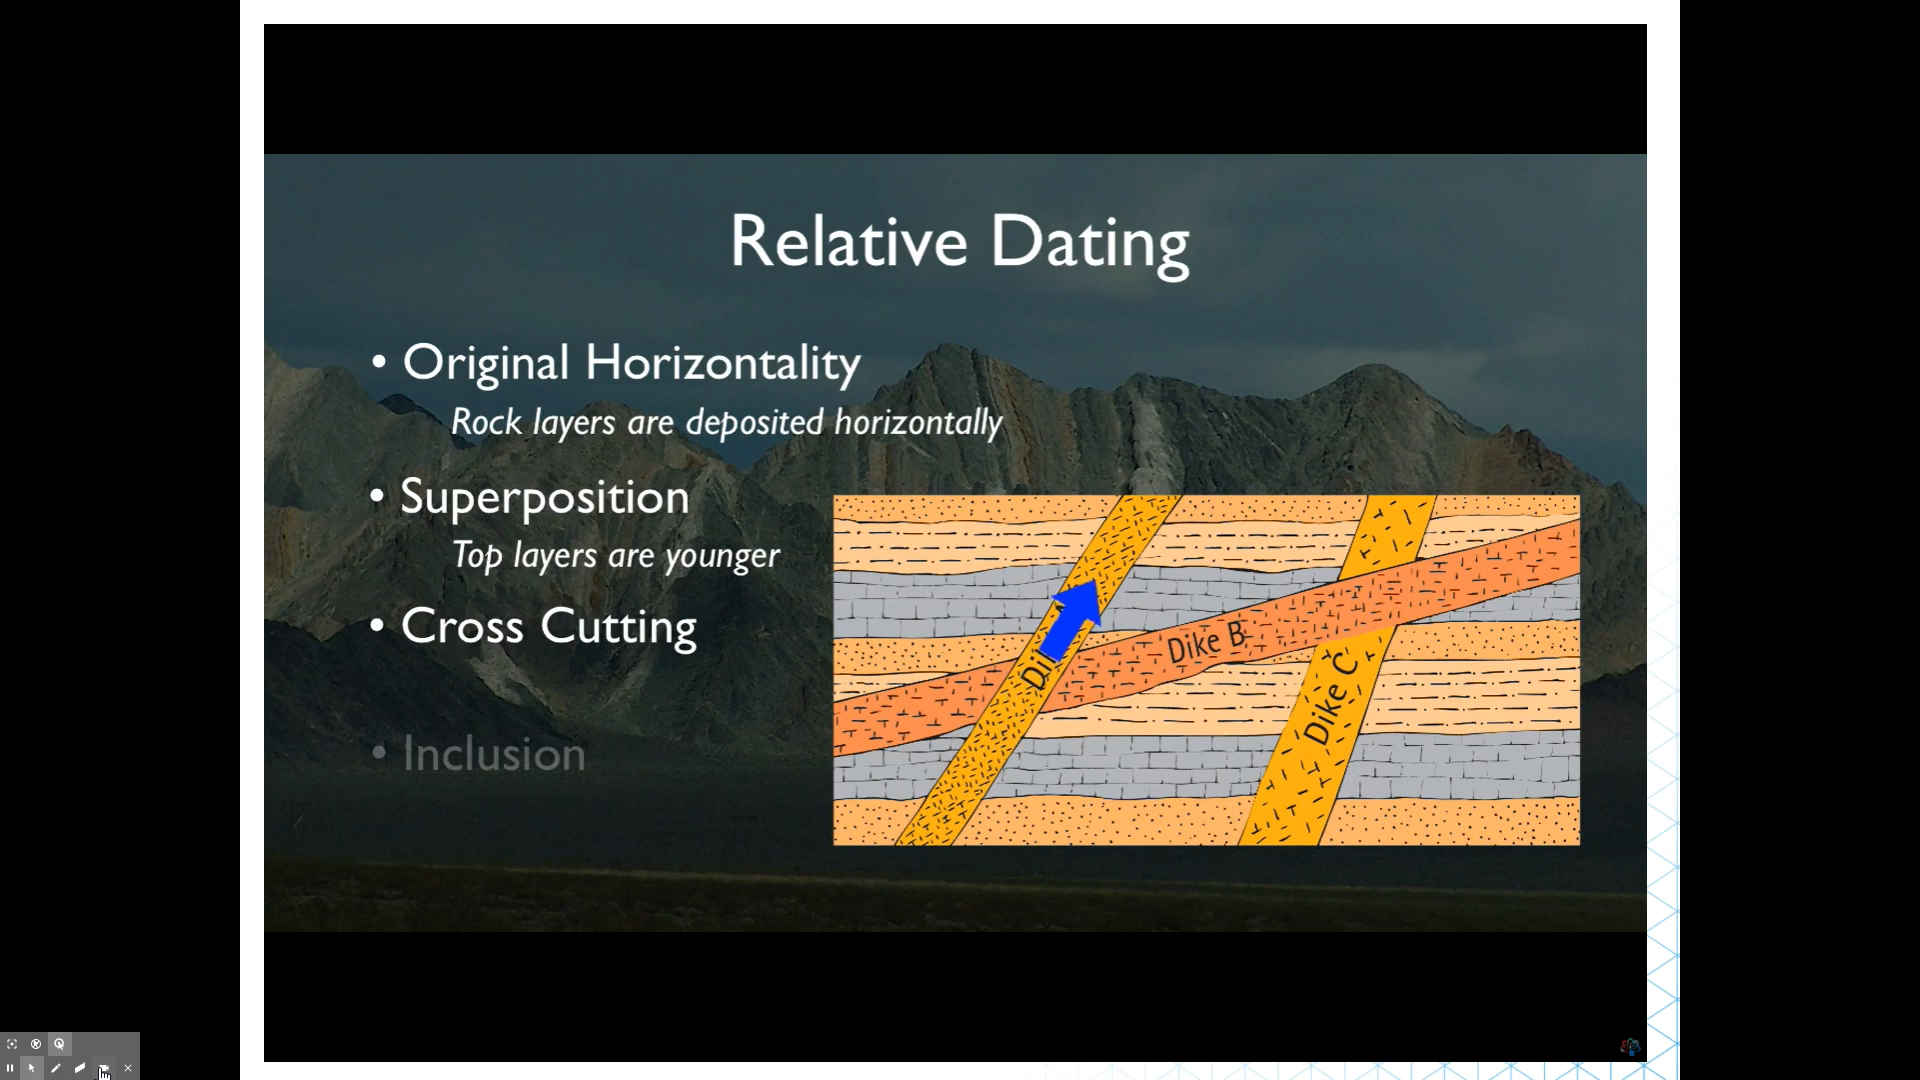 Relative Dating
• Original Horizontality
Rock layers are deposited horizontally
• Superposition
Top layers are younger
• Cross Cutting
• Inclusion
Dike B
Dike C